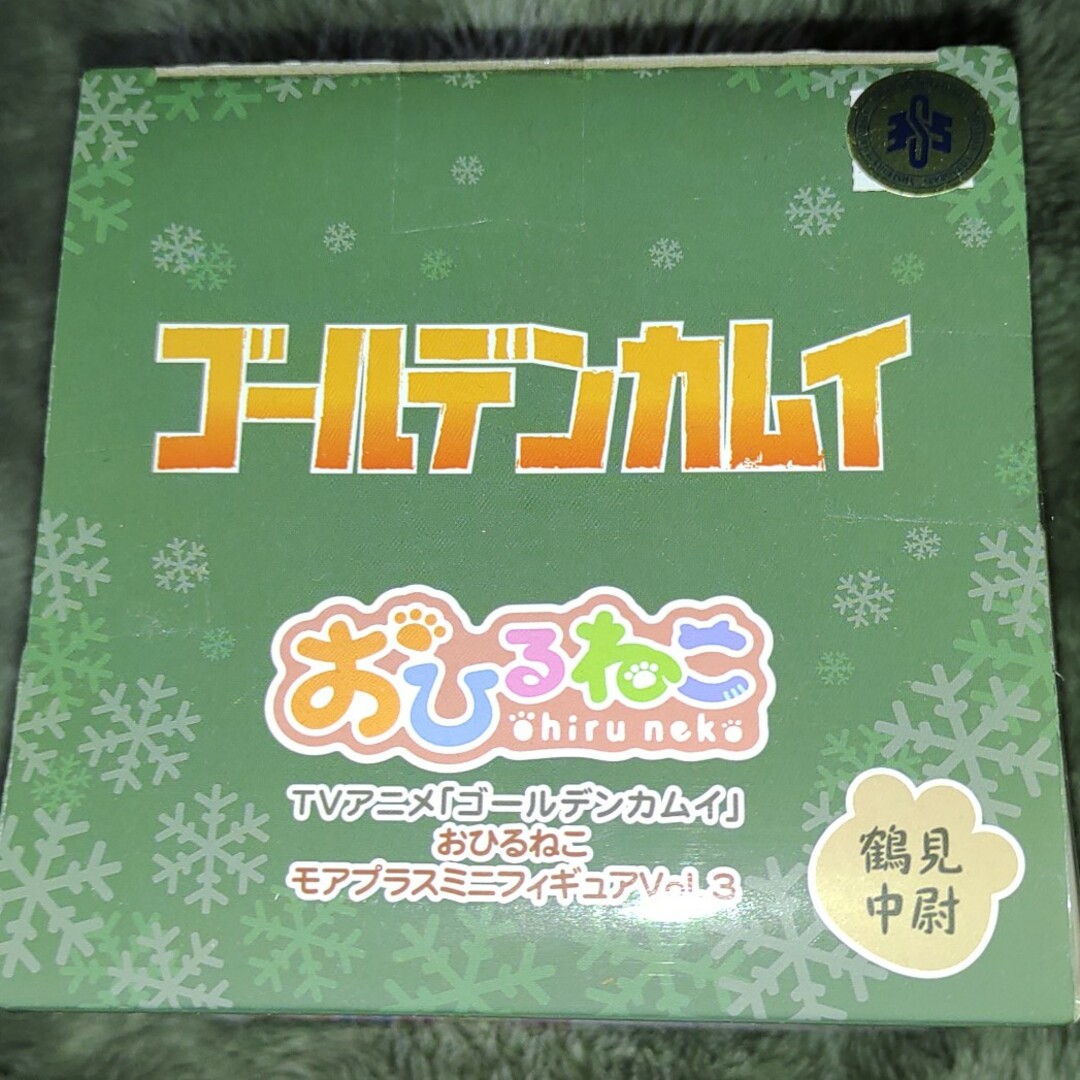 ゴールデンカムイ
おひるねこ
Ohiru neko
TVアニメ「ゴールデンカムイ」
おひるねこ
モアプラスミニフィギュアVol.3
鶴見
中尉